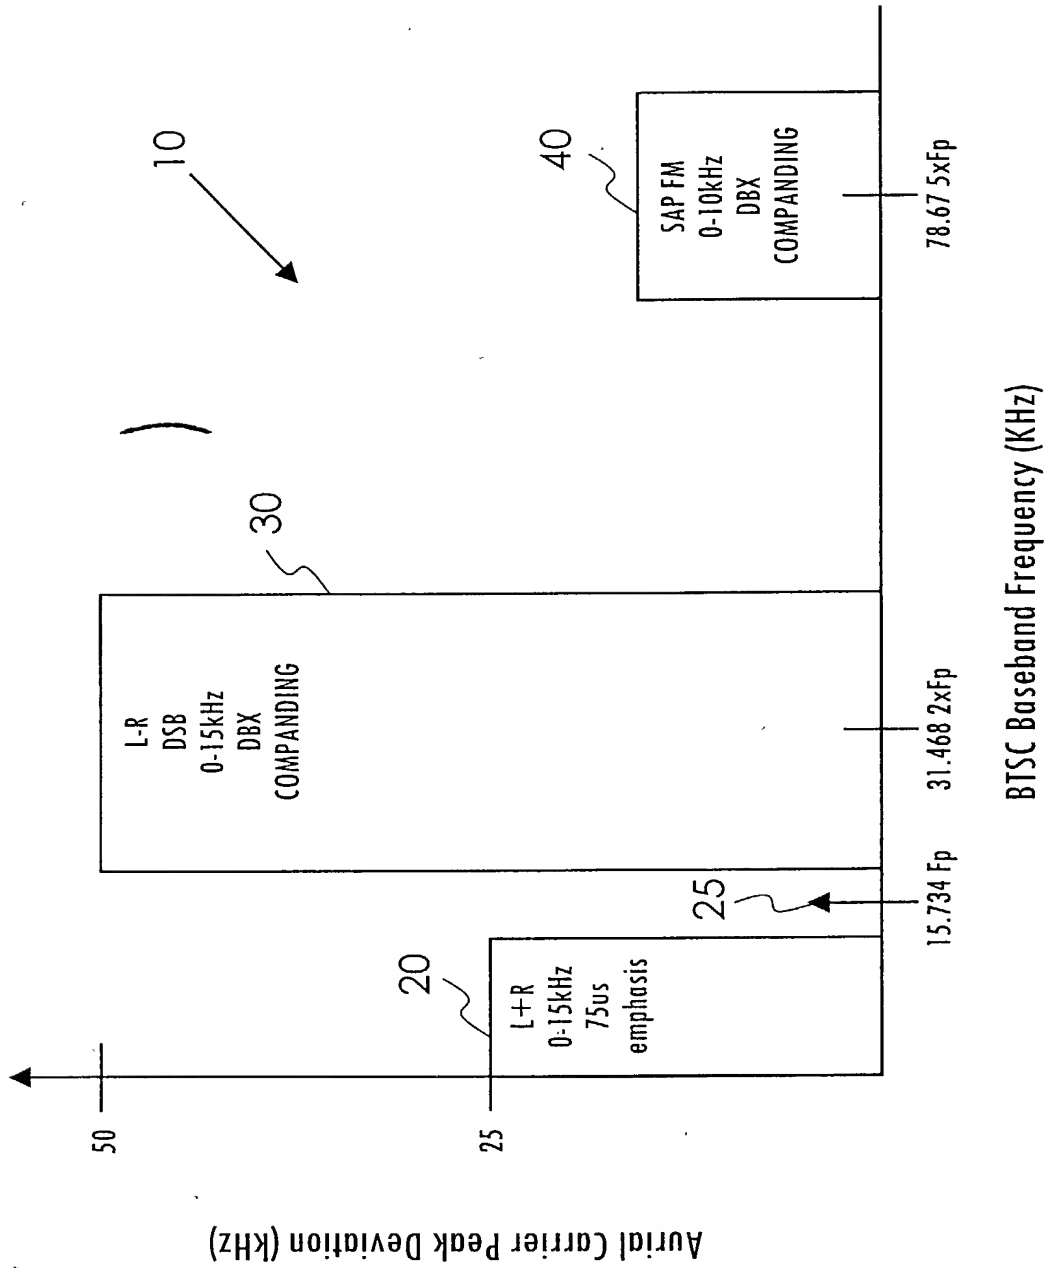 10
50
25
Aurial Carrier Peak Deviation (kHz)
20
L+R
0-15kHz
75us
emphasis
25
30
L-R
DSB
0-15kHz
DBX
COMPANDING
40
SAP FM
0-10kHz
DBX
COMPANDING
15.734 Fp
31.468 2xFp
78.67 5xFp
BTSC Baseband Frequency (KHz)